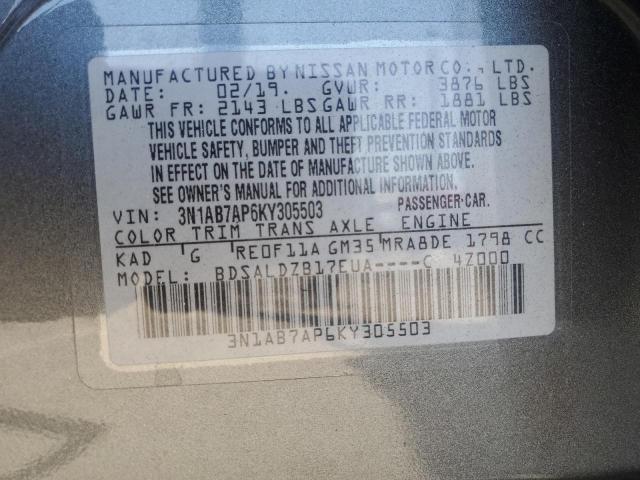 MANUFACTURED BY NISSAN MOTOR CO., LTD.
DATE: 02/19. GVWR: 3876 LBS
GAWR FR: 2143 LBS GAWR RR: 1881 LBS
THIS VEHICLE CONFORMS TO ALL APPLICABLE FEDERAL MOTOR
VEHICLE SAFETY, BUMPER AND THEFT PREVENTION STANDARDS
IN EFFECT ON THE DATE OF MANUFACTURE SHOWN ABOVE.
SEE OWNER'S MANUAL FOR ADDITIONAL INFORMATION.
VIN: 3N1AB7AP6KY305503 PASSENGER CAR.
COLOR TRIM TRANS AXLE ENGINE
KAD G RE0F11A GM35 MRA8DE 1798 CC
MODEL: BDSALDZB17EUA----C 4Z000
3N1AB7AP6KY305503